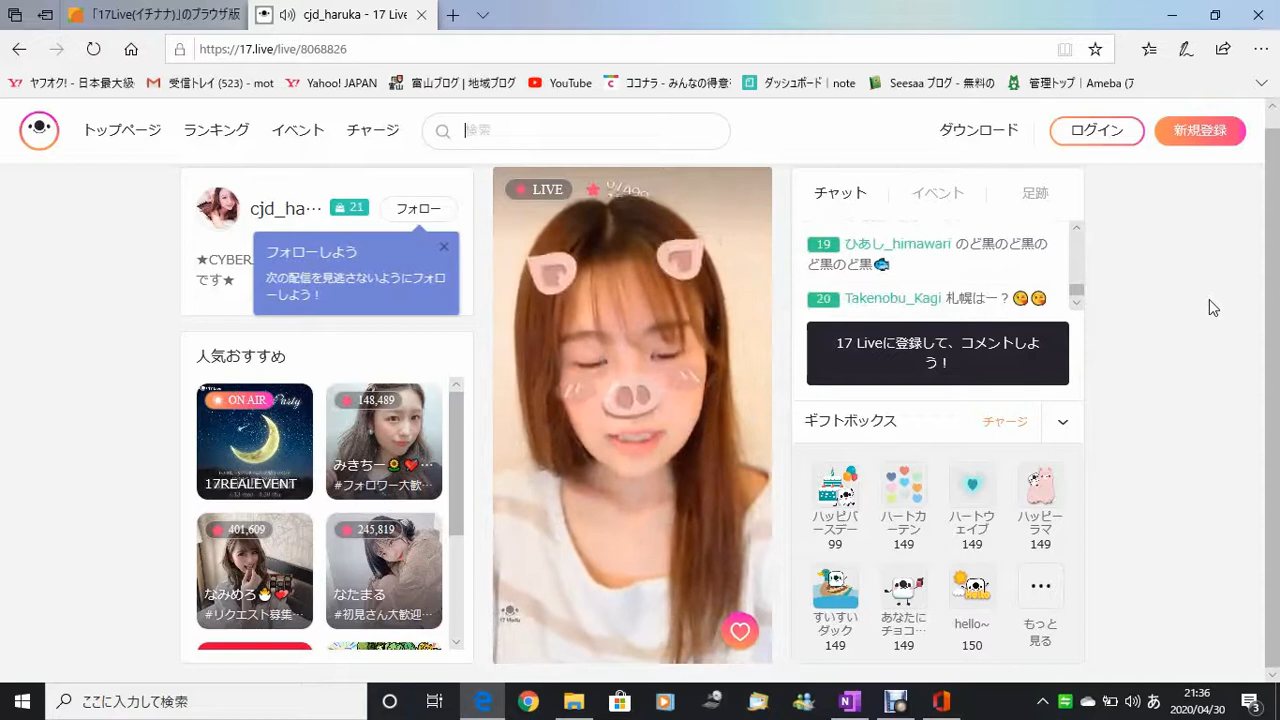 「17Live(イチナナ)」のブラウザ版
cjd_haruka - 17 Live
https://17.live/live/8068826
ヤフオク! - 日本最大級
受信トレイ (523) - mot
Yahoo! JAPAN
富山ブログ | 地域ブログ
YouTube
ココナラ - みんなの得意
ダッシュボード | note
Seesaa ブログ - 無料の
管理トップ | Ameba (ア
トップページ
ランキング
イベント
チャージ
検索
ダウンロード
ログイン
新規登録
cjd_ha…
21
フォロー
★CYBER
です★
フォローしよう
次の配信を見逃さないようにフォロ
ーしよう！
人気おすすめ
ON AIR
Party
17REALEVENT
148,489
みきちー🌻❤…
#フォロワー大歓…
401,609
なみめろ🐣❤
#リクエスト募集…
245,819
なたまる
#初見さん大歓迎…
LIVE
チャット
イベント
足跡
19 ひあし_himawari のど黒のど黒の
ど黒のど黒🐟
20 Takenobu_Kagi 札幌はー？😘😘
17 Liveに登録して、コメントしよ
う！
ギフトボックス
チャージ
ハッピバ
ースデー
99
ハートカ
ーテン
149
ハートウ
ェイブ
149
ハッピー
ラマ
149
すいすい
ダック
149
あなたに
チョコ…
149
hello~
150
もっと
見る
17 Media
ここに入力して検索
あ
21:36
2020/04/30
3